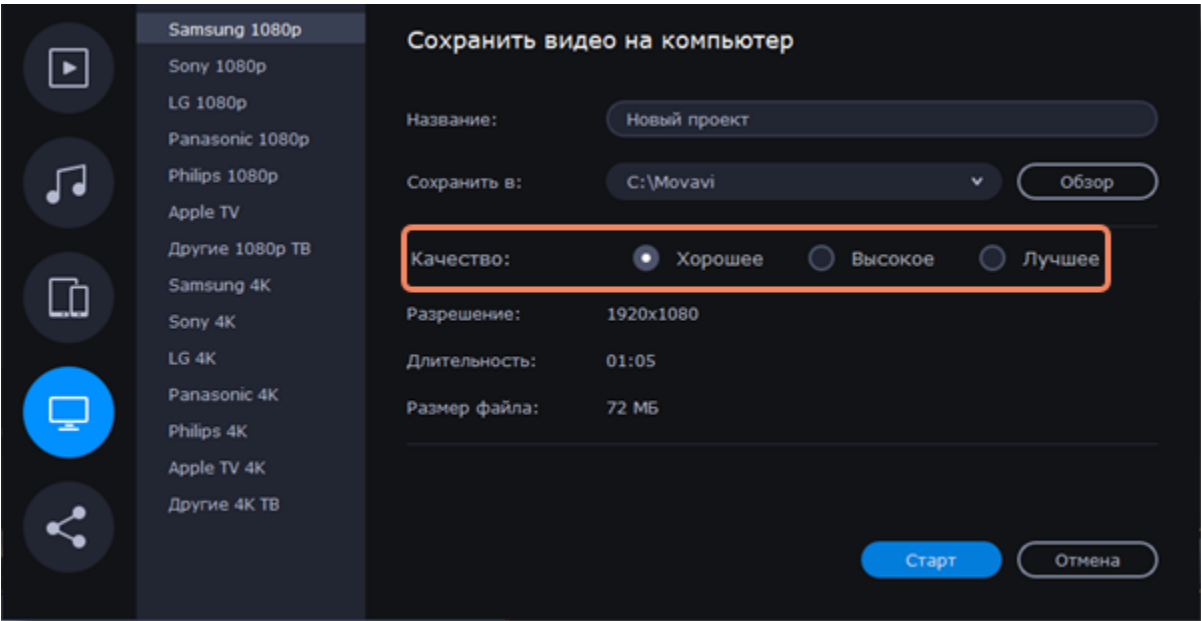 Samsung 1080p
Sony 1080p
LG 1080p
Panasonic 1080p
Philips 1080p
Apple TV
Другие 1080p ТВ
Samsung 4K
Sony 4K
LG 4K
Panasonic 4K
Philips 4K
Apple TV 4K
Другие 4K ТВ
Сохранить видео на компьютер
Название: Новый проект
Сохранить в: C:\Movavi Обзор
Качество: Хорошее Высокое Лучшее
Разрешение: 1920x1080
Длительность: 01:05
Размер файла: 72 МБ
Старт Отмена